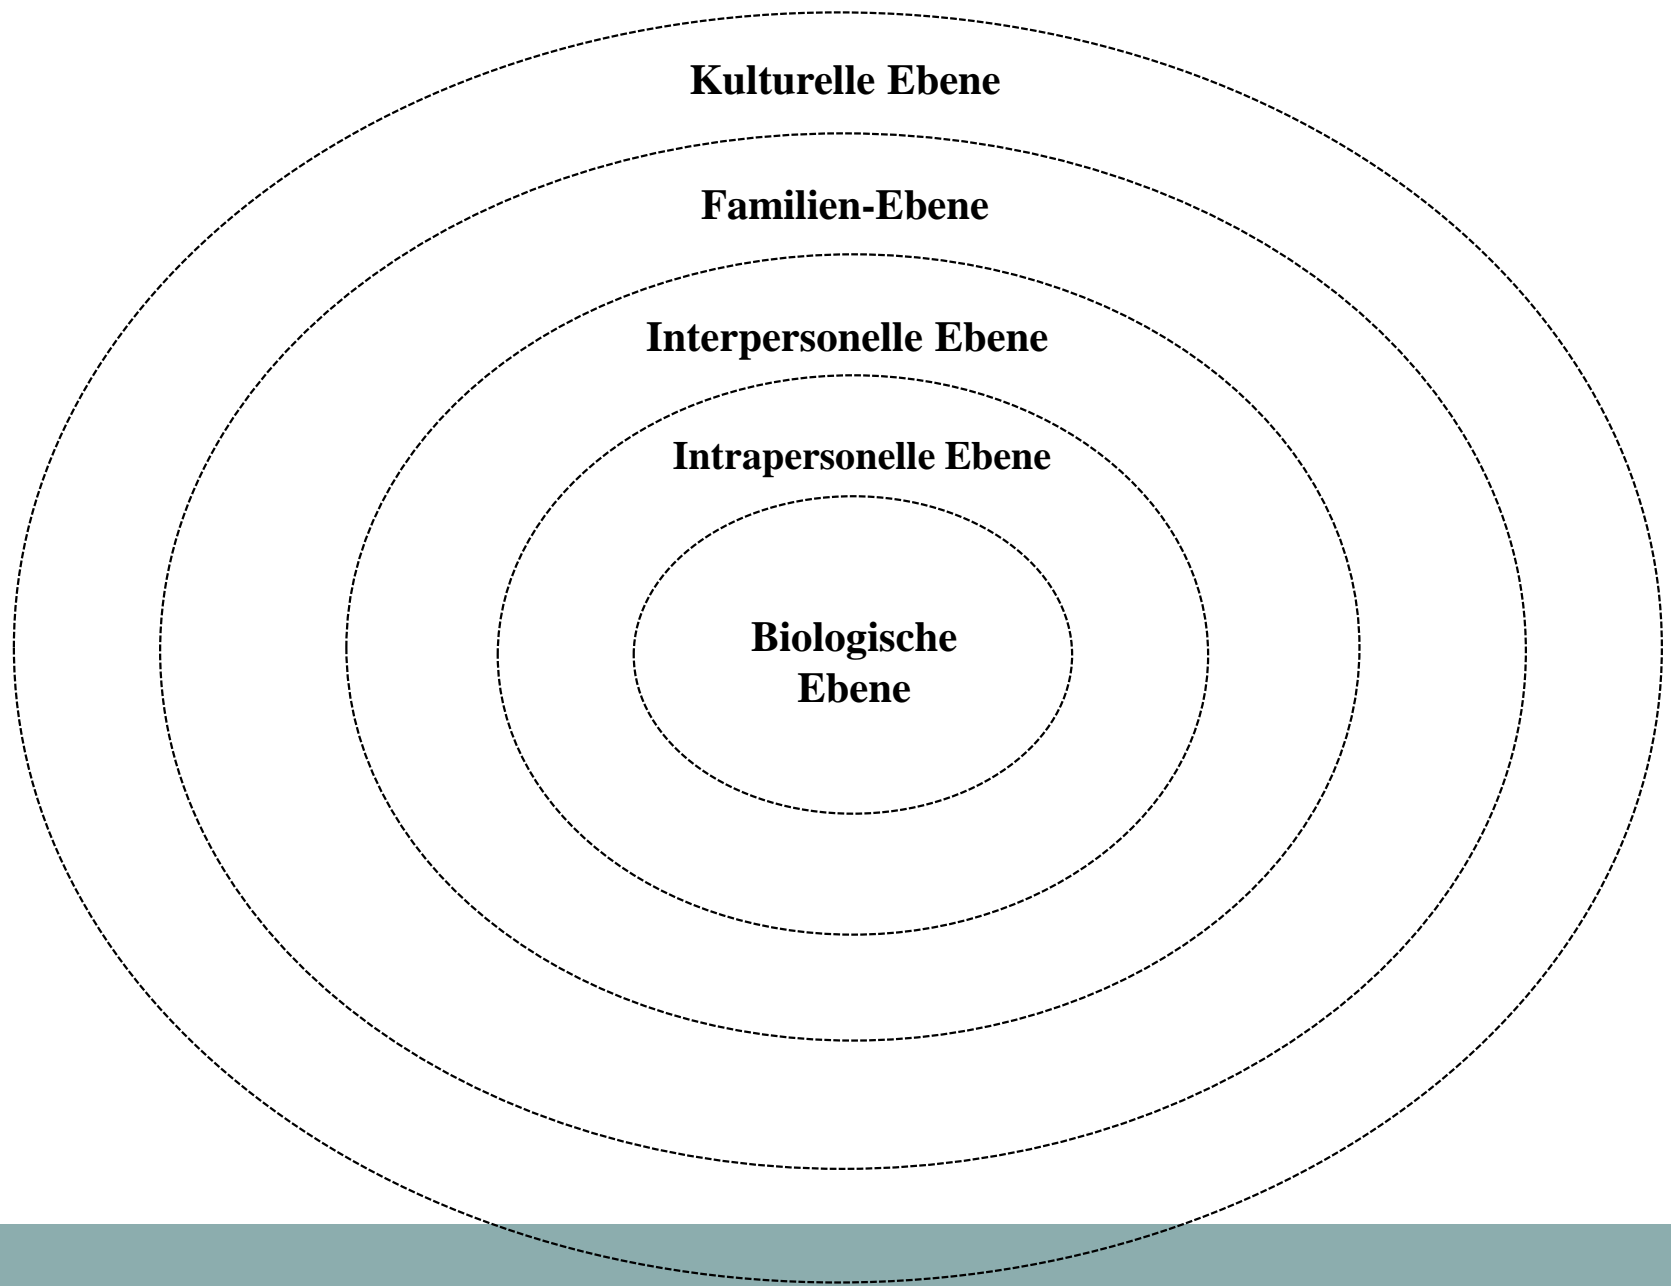 Kulturelle Ebene
Familien-Ebene
Interpersonelle Ebene
Intrapersonelle Ebene
Biologische
Ebene